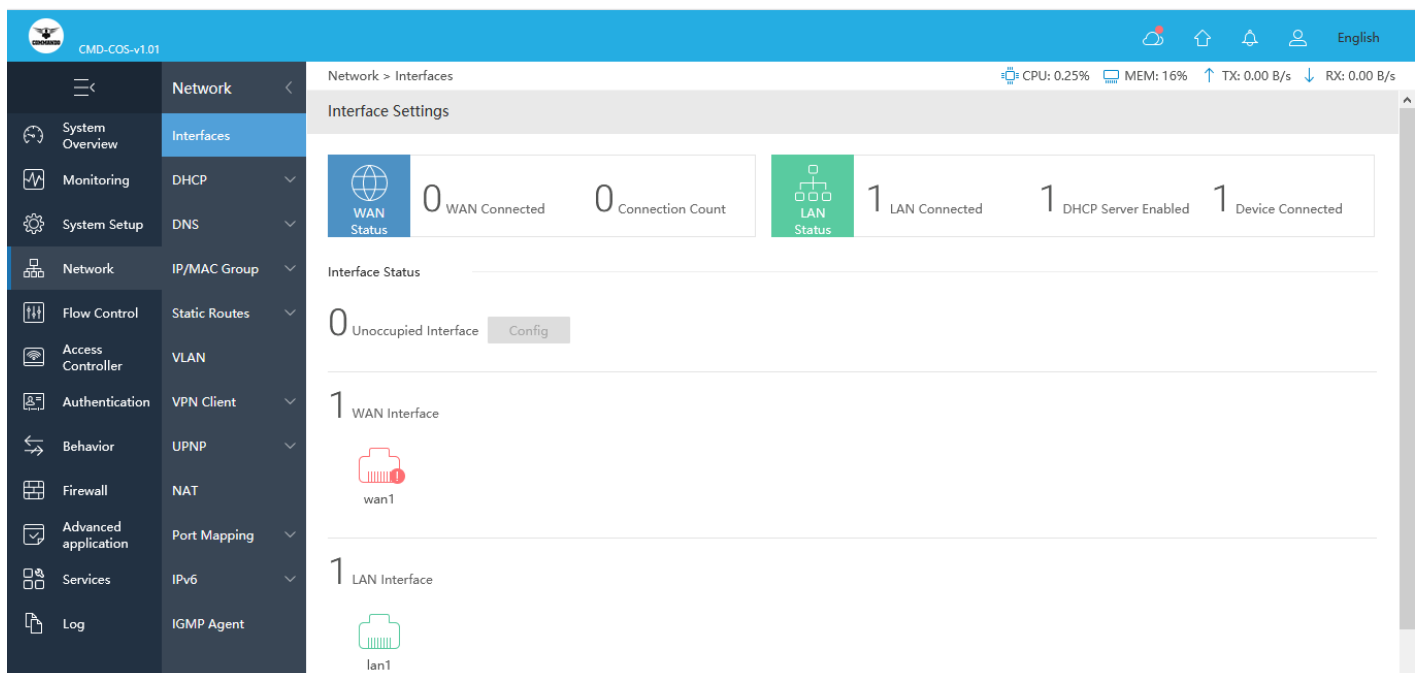 COMMANDO
CMD-COS-v1.01
English
Network
Network > Interfaces
CPU: 0.25%
MEM: 16%
TX: 0.00 B/s
RX: 0.00 B/s
System
Overview
Monitoring
System Setup
Network
Flow Control
Access
Controller
Authentication
Behavior
Firewall
Advanced
application
Services
Log
Interfaces
DHCP
DNS
IP/MAC Group
Static Routes
VLAN
VPN Client
UPNP
NAT
Port Mapping
IPv6
IGMP Agent
Interface Settings
WAN
Status
0 WAN Connected
0 Connection Count
LAN
Status
1 LAN Connected
1 DHCP Server Enabled
1 Device Connected
Interface Status
0 Unoccupied Interface
Config
1 WAN Interface
wan1
1 LAN Interface
lan1